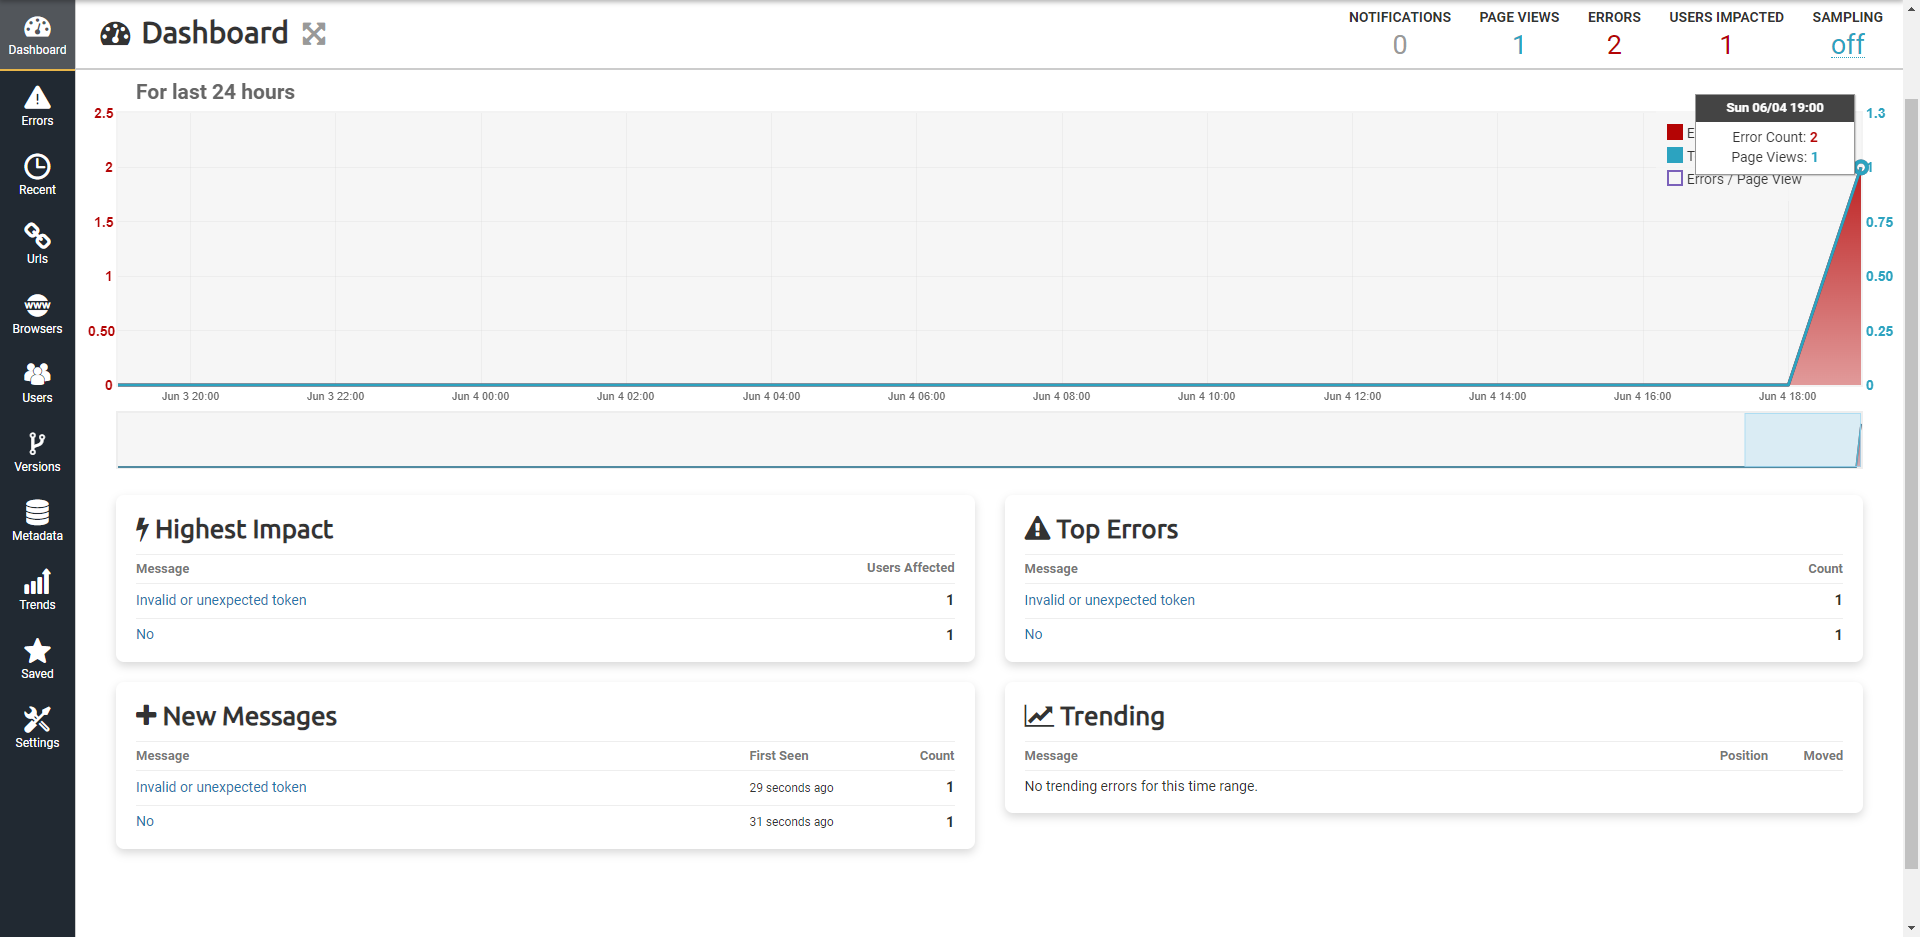 Dashboard
Errors
Recent
Urls
WWW
Browsers
Users
Versions
Metadata
Trends
Saved
Settings
Dashboard
NOTIFICATIONS PAGE VIEWS ERRORS USERS IMPACTED SAMPLING
0 1 2 1 off
For last 24 hours
2.5
2
1.5
1
0.50
0
1.3
1
0.75
0.50
0.25
0
Sun 06/04 19:00
Error Count: 2
Page Views: 1
E
T
Errors / Page View
Jun 3 20:00 Jun 3 22:00 Jun 4 00:00 Jun 4 02:00 Jun 4 04:00 Jun 4 06:00 Jun 4 08:00 Jun 4 10:00 Jun 4 12:00 Jun 4 14:00 Jun 4 16:00 Jun 4 18:00
Highest Impact
Message Users Affected
Invalid or unexpected token 1
No 1
Top Errors
Message Count
Invalid or unexpected token 1
No 1
New Messages
Message First Seen Count
Invalid or unexpected token 29 seconds ago 1
No 31 seconds ago 1
Trending
Message Position Moved
No trending errors for this time range.